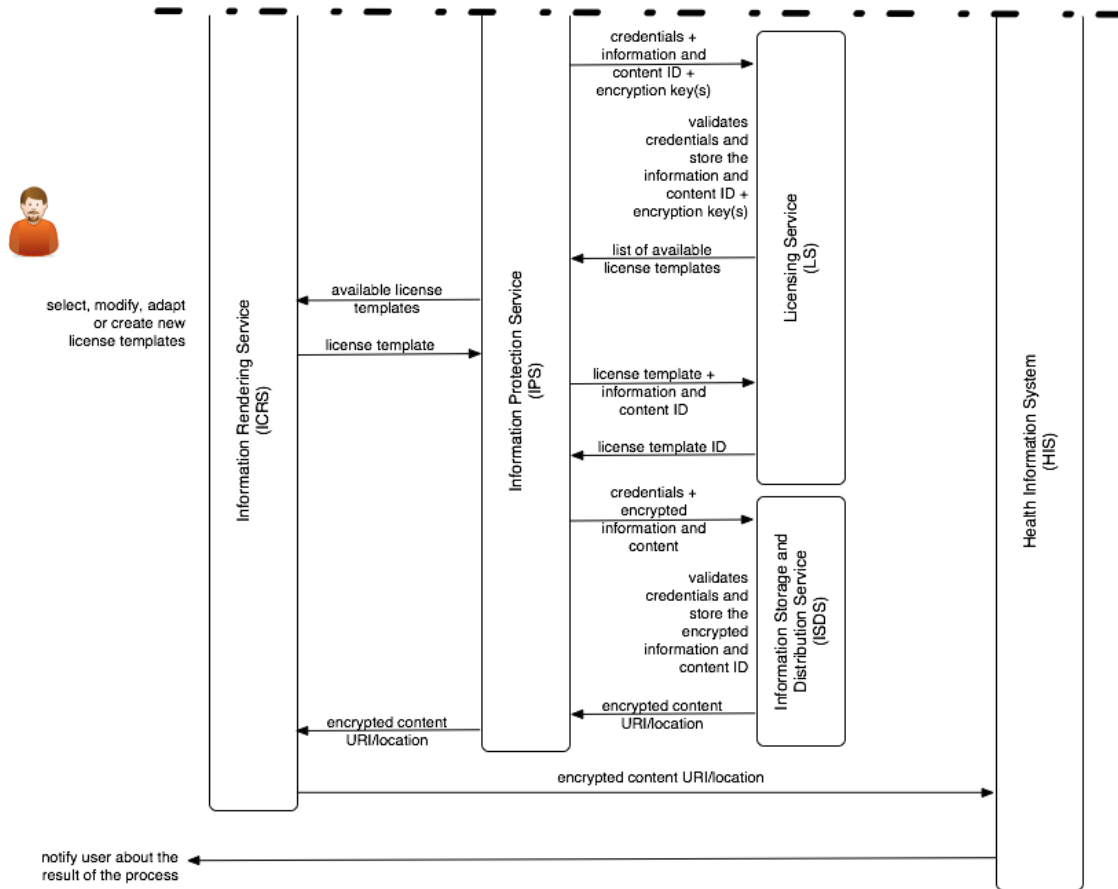 credentials +
information and
content ID +
encryption key(s)
validates
credentials and
store the
information and
content ID +
encryption key(s)
list of available
license templates
available license
templates
select, modify, adapt
or create new
license templates
license template
license template +
information and
content ID
license template ID
credentials +
encrypted
information and
content
validates
credentials and
store the
encrypted
information and
content ID
encrypted content
URI/location
encrypted content
URI/location
encrypted content URI/location
notify user about the
result of the process
Information Rendering Service
(ICRS)
Information Protection Service
(IPS)
Licensing Service
(LS)
Information Storage and
Distribution Service
(ISDS)
Health Information System
(HIS)